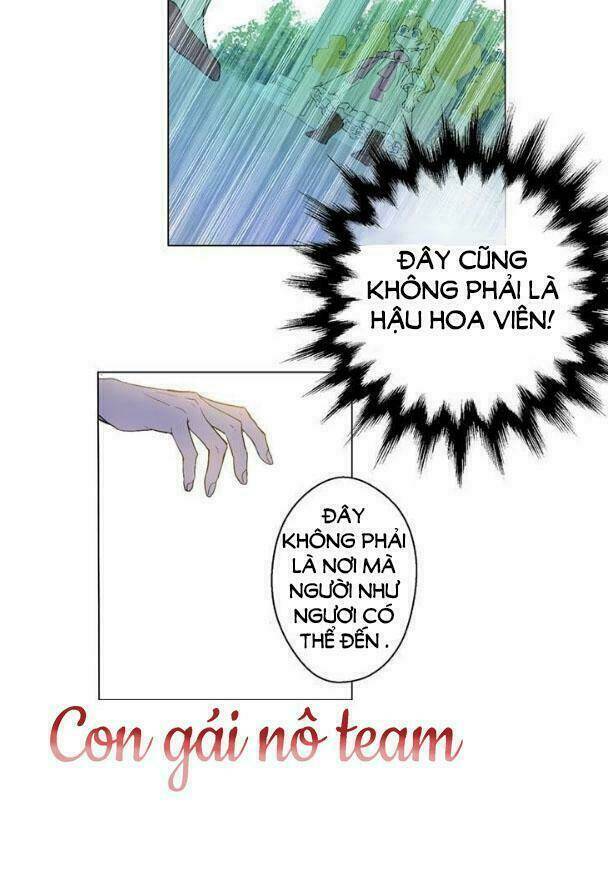 ĐÂY CŨNG
KHÔNG PHẢI LÀ
HẬU HOA VIÊN!
ĐÂY
KHÔNG PHẢI
LÀ NƠI MÀ
NGƯỜI NHƯ
NGƯƠI CÓ
THỂ ĐẾN .
Con gái nô team